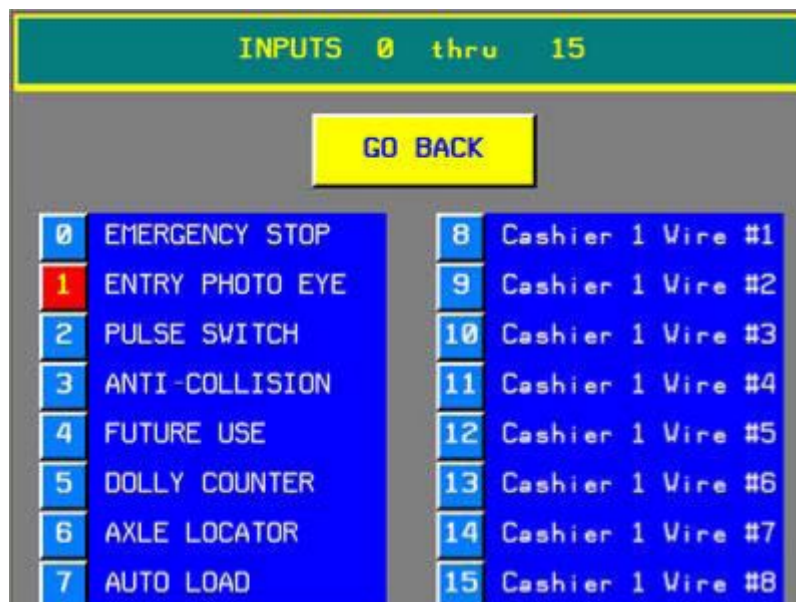 INPUTS 0 thru 15
GO BACK
0 EMERGENCY STOP
1 ENTRY PHOTO EYE
2 PULSE SWITCH
3 ANTI-COLLISION
4 FUTURE USE
5 DOLLY COUNTER
6 AXLE LOCATOR
7 AUTO LOAD
8 Cashier 1 Wire #1
9 Cashier 1 Wire #2
10 Cashier 1 Wire #3
11 Cashier 1 Wire #4
12 Cashier 1 Wire #5
13 Cashier 1 Wire #6
14 Cashier 1 Wire #7
15 Cashier 1 Wire #8